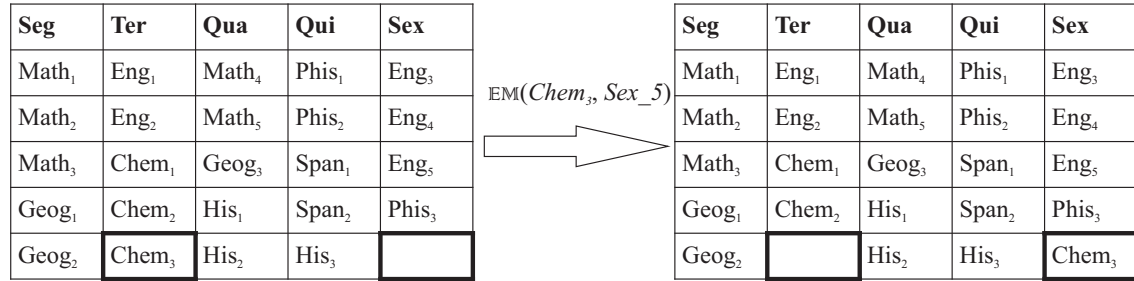 Seg Ter Qua Qui Sex
Math₁ Eng₁ Math₄ Phis₁ Eng₃
Math₂ Eng₂ Math₅ Phis₂ Eng₄
Math₃ Chem₁ Geog₃ Span₁ Eng₅
Geog₁ Chem₂ His₁ Span₂ Phis₃
Geog₂ Chem₃ His₂ His₃
𝔼𝕄(Chem₃, Sex_5)
Seg Ter Qua Qui Sex
Math₁ Eng₁ Math₄ Phis₁ Eng₃
Math₂ Eng₂ Math₅ Phis₂ Eng₄
Math₃ Chem₁ Geog₃ Span₁ Eng₅
Geog₁ Chem₂ His₁ Span₂ Phis₃
Geog₂ His₂ His₃ Chem₃